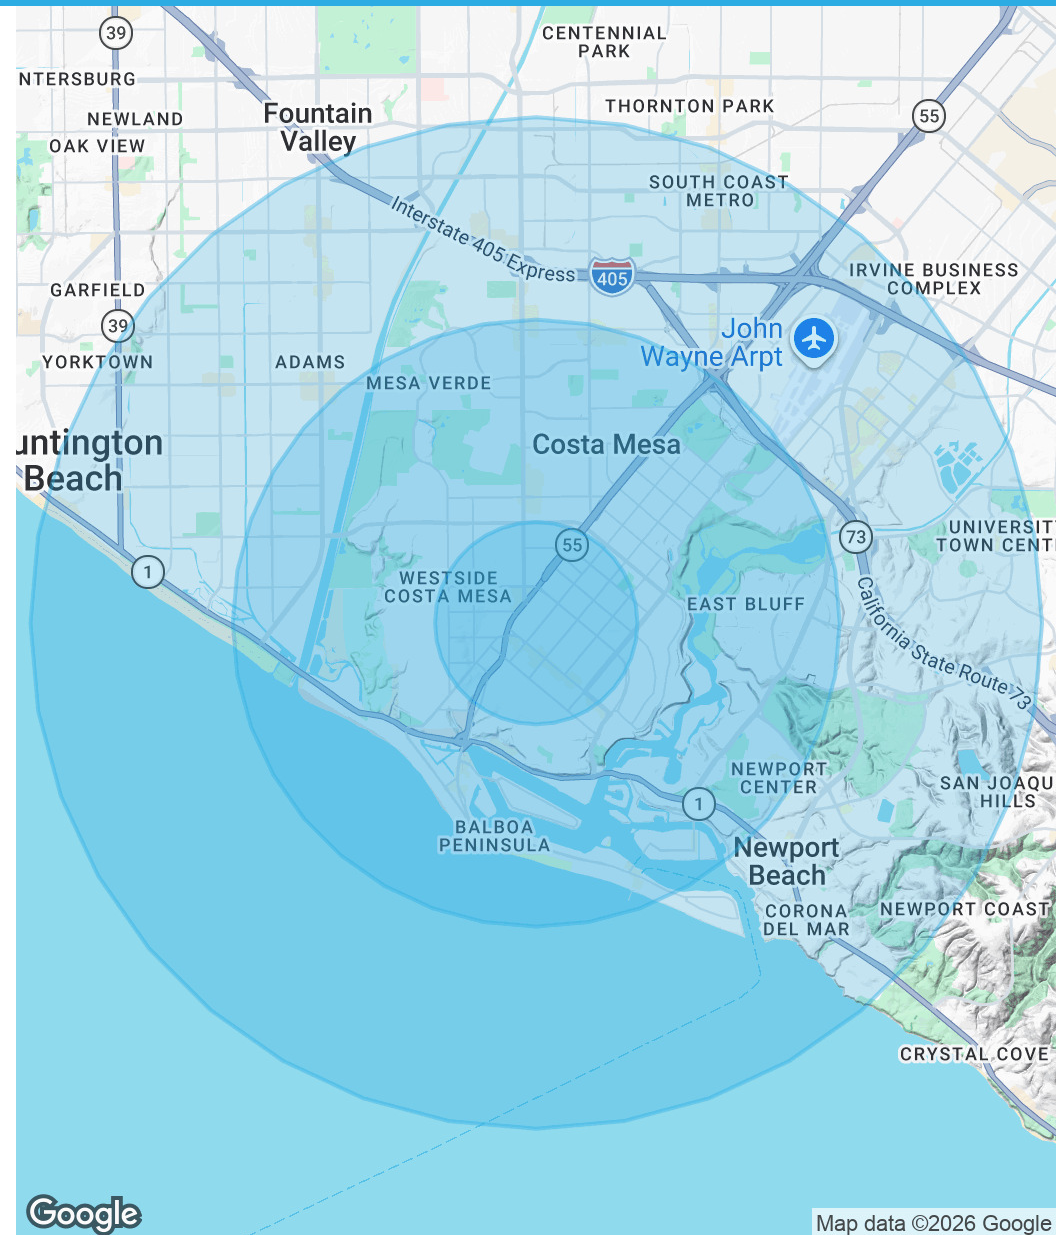 39
CENTENNIAL
PARK
NTERSBURG
NEWLAND
Fountain
Valley
THORNTON PARK
55
OAK VIEW
SOUTH COAST
METRO
Interstate 405 Express
405
IRVINE BUSINESS
COMPLEX
GARFIELD
39
John
Wayne Arpt
YORKTOWN
ADAMS
MESA VERDE
untington
Beach
Costa Mesa
55
73
UNIVERSIT
TOWN CENT
1
WESTSIDE
COSTA MESA
EAST BLUFF
California State Route 73
NEWPORT
CENTER
SAN JOAQU
HILLS
1
BALBOA
PENINSULA
Newport
Beach
CORONA
DEL MAR
NEWPORT COAST
CRYSTAL COVE
Google
Map data ©2026 Google